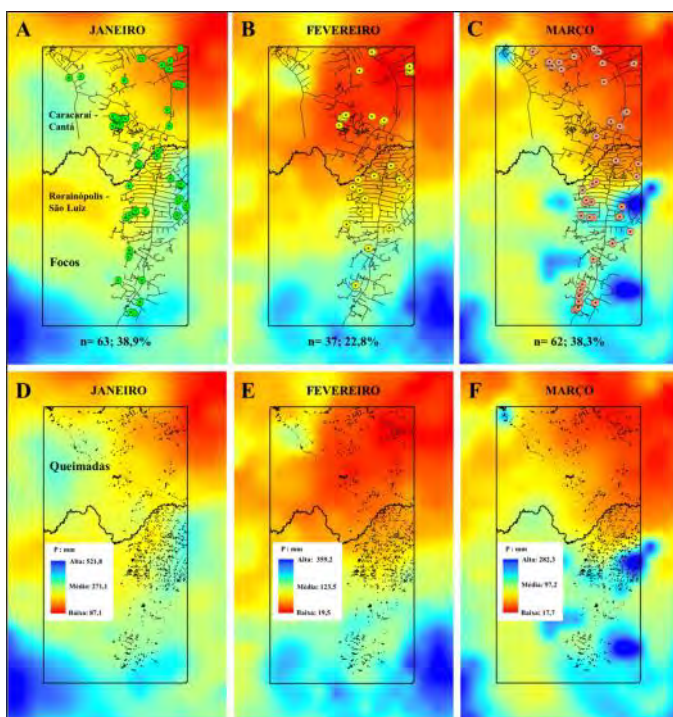 A JANEIRO
B FEVEREIRO
C MARÇO
Caracaraí -
Cantá
Rorainópolis -
São Luiz
Focos
n= 63; 38,9%
n= 37; 22,8%
n= 62; 38,3%
D JANEIRO
E FEVEREIRO
F MARÇO
Queimadas
P : mm
Alta: 521,8
Média: 271,1
Baixa: 87,1
P : mm
Alta: 359,2
Média: 123,5
Baixa: 19,5
P : mm
Alta: 282,3
Média: 97,2
Baixa: 17,7